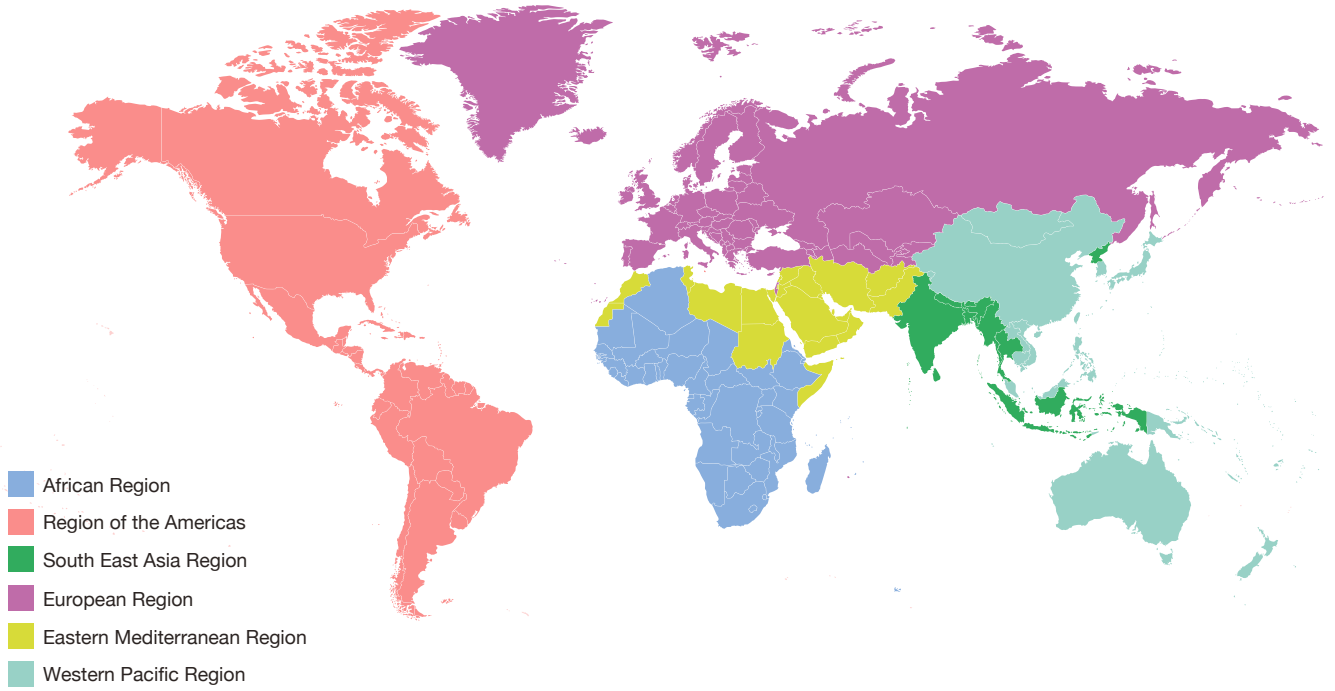 African Region
Region of the Americas
South East Asia Region
European Region
Eastern Mediterranean Region
Western Pacific Region